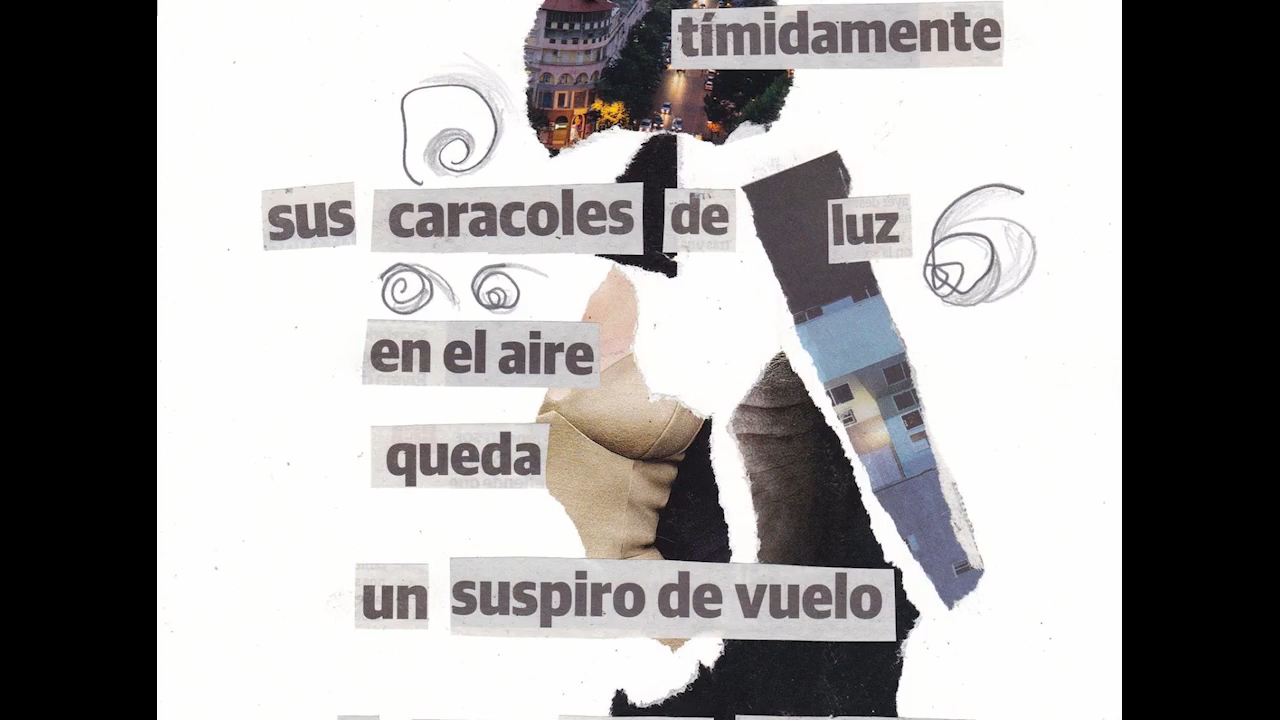 tímidamente
sus caracoles de luz
en el aire
queda
un suspiro de vuelo